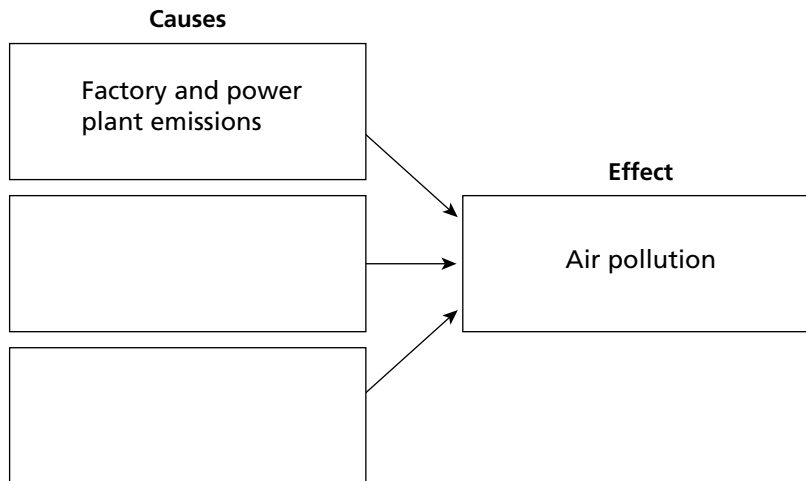 Causes
Factory and power
plant emissions
Effect
Air pollution